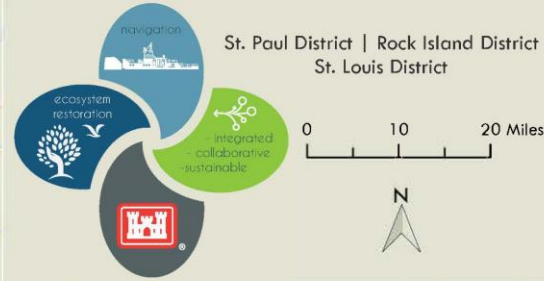 navigation
St. Paul District | Rock Island District
St. Louis District
ecosystem
restoration
- integrated
- collaborative
-sustainable
0 10 20 Miles
N
®